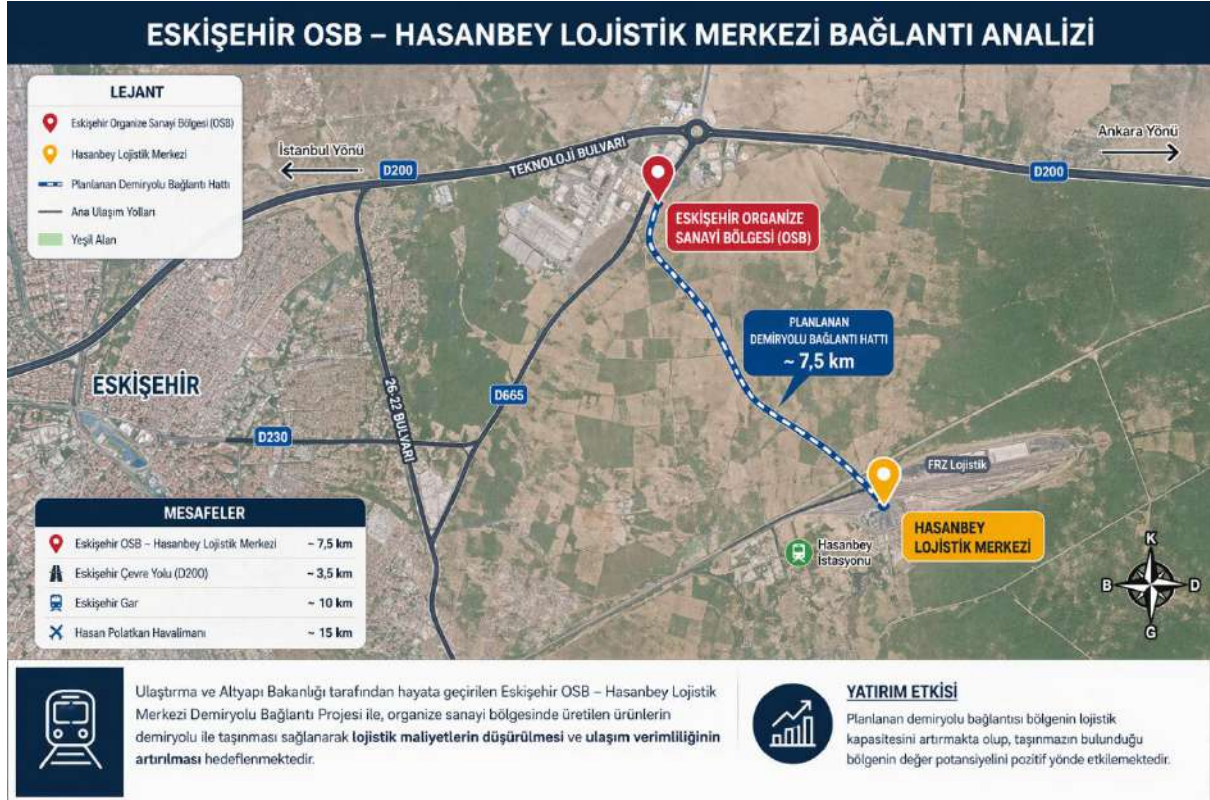 ESKİŞEHİR OSB – HASANBEY LOJİSTİK MERKEZİ BAĞLANTI ANALİZİ
LEJANT
Eskişehir Organize Sanayi Bölgesi (OSB)
Hasanbey Lojistik Merkezi
Planlanan Demiryolu Bağlantı Hattı
Ana Ulaşım Yolları
Yeşil Alan
İstanbul Yönü
D200
TEKNOLOJİ BULVARI
Ankara Yönü
D200
ESKİŞEHİR ORGANİZE
SANAYİ BÖLGESİ (OSB)
PLANLANAN
DEMİRYOLU BAĞLANTI HATTI
~ 7,5 km
ESKİŞEHİR
26-22 BULVARI
D665
D230
FRZ Lojistik
HASANBEY
LOJİSTİK MERKEZİ
Hasanbey
İstasyonu
K
B
D
G
MESAFELER
Eskişehir OSB – Hasanbey Lojistik Merkezi ~ 7,5 km
Eskişehir Çevre Yolu (D200) ~ 3,5 km
Eskişehir Gar ~ 10 km
Hasan Polatkan Havalimanı ~ 15 km
Ulaştırma ve Altyapı Bakanlığı tarafından hayata geçirilen Eskişehir OSB – Hasanbey Lojistik
Merkezi Demiryolu Bağlantı Projesi ile, organize sanayi bölgesinde üretilen ürünlerin
demiryolu ile taşınması sağlanarak lojistik maliyetlerin düşürülmesi ve ulaşım verimliliğinin
artırılması hedeflenmektedir.
YATIRIM ETKİSİ
Planlanan demiryolu bağlantısı bölgenin lojistik
kapasitesini artırmakta olup, taşınmazın bulunduğu
bölgenin değer potansiyelini pozitif yönde etkilemektedir.